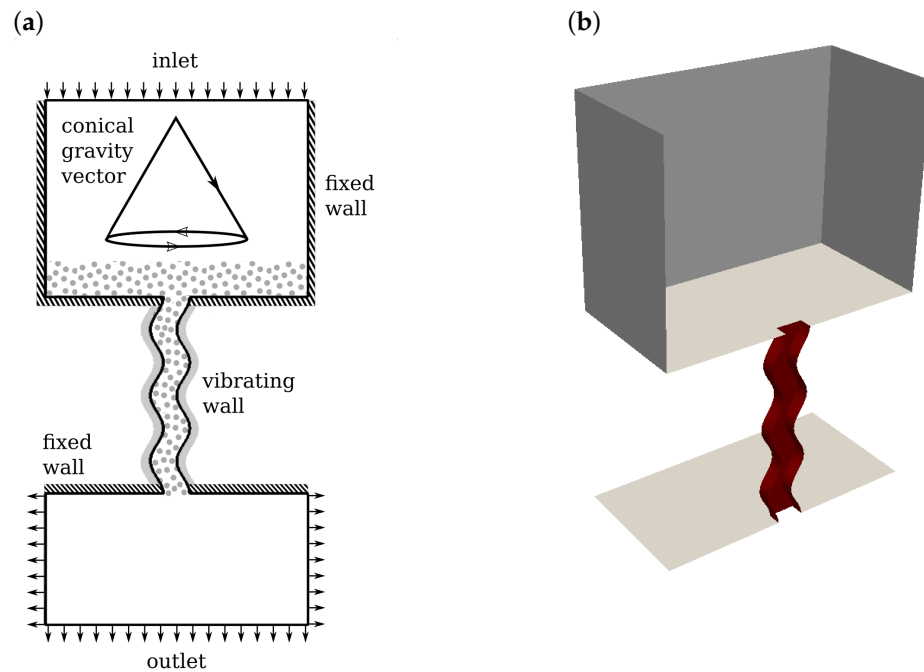 (a)
inlet
conical
gravity
vector
fixed
wall
vibrating
wall
fixed
wall
outlet
(b)